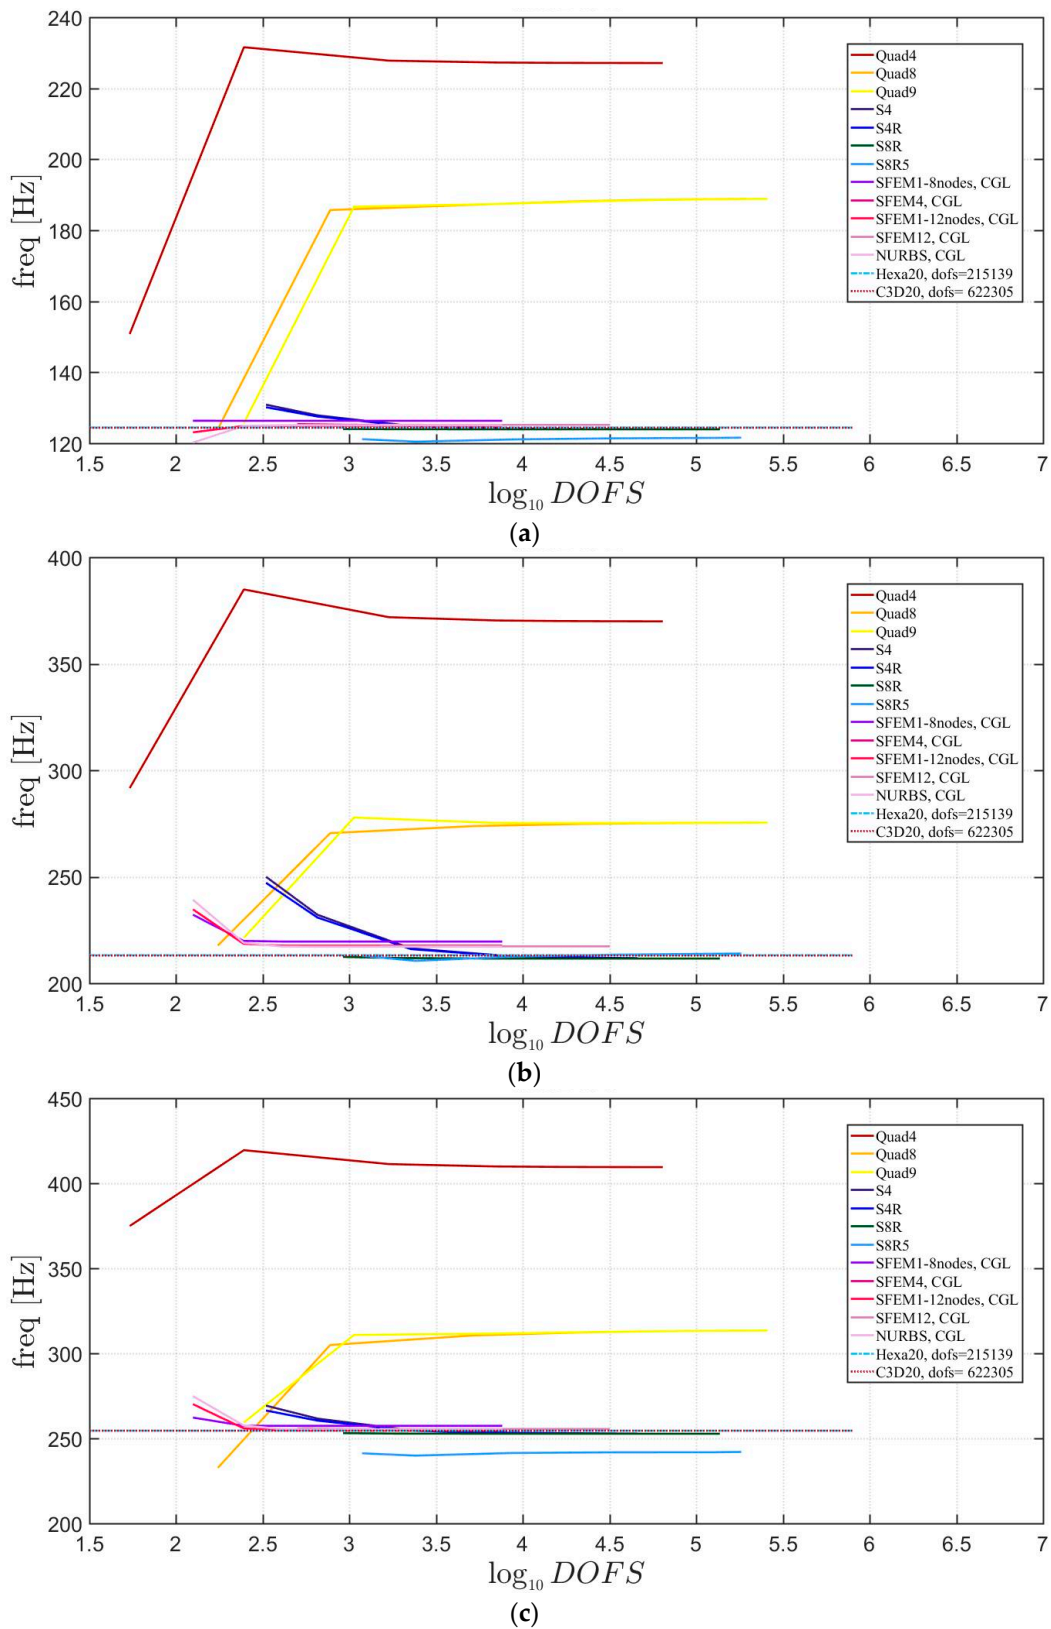 240
220
200
180
160
140
120
freq [Hz]
Quad4
Quad8
Quad9
S4
S4R
S8R
S8R5
SFEM1-8nodes, CGL
SFEM4, CGL
SFEM1-12nodes, CGL
SFEM12, CGL
NURBS, CGL
Hexa20, dofs=215139
C3D20, dofs= 622305
1.5 2 2.5 3 3.5 4 4.5 5 5.5 6 6.5 7
log₁₀ DOFS
(a)
400
350
300
250
200
freq [Hz]
Quad4
Quad8
Quad9
S4
S4R
S8R
S8R5
SFEM1-8nodes, CGL
SFEM4, CGL
SFEM1-12nodes, CGL
SFEM12, CGL
NURBS, CGL
Hexa20, dofs=215139
C3D20, dofs= 622305
1.5 2 2.5 3 3.5 4 4.5 5 5.5 6 6.5 7
log₁₀ DOFS
(b)
450
400
350
300
250
200
freq [Hz]
Quad4
Quad8
Quad9
S4
S4R
S8R
S8R5
SFEM1-8nodes, CGL
SFEM4, CGL
SFEM1-12nodes, CGL
SFEM12, CGL
NURBS, CGL
Hexa20, dofs=215139
C3D20, dofs= 622305
1.5 2 2.5 3 3.5 4 4.5 5 5.5 6 6.5 7
log₁₀ DOFS
(c)